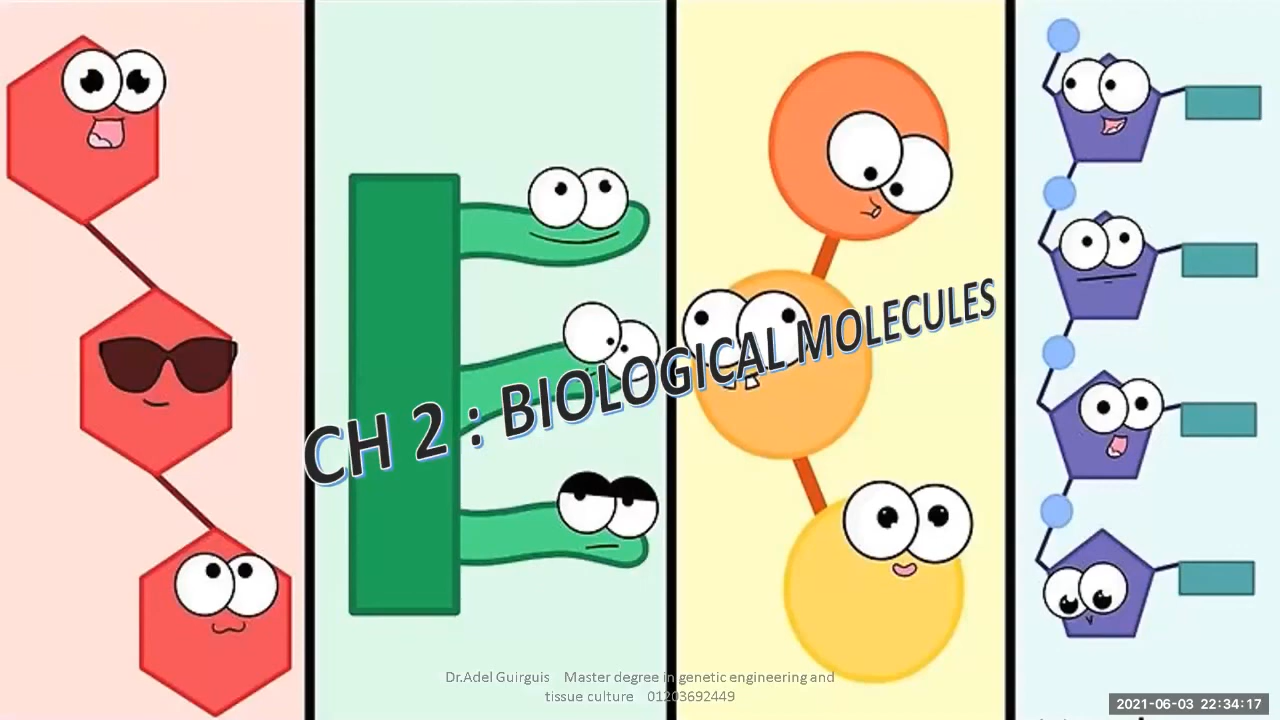 CH 2 : BIOLOGICAL MOLECULES
Dr.Adel Guirguis Master degree in genetic engineering and
tissue culture 01203692449
2021-06-03 22:34:17